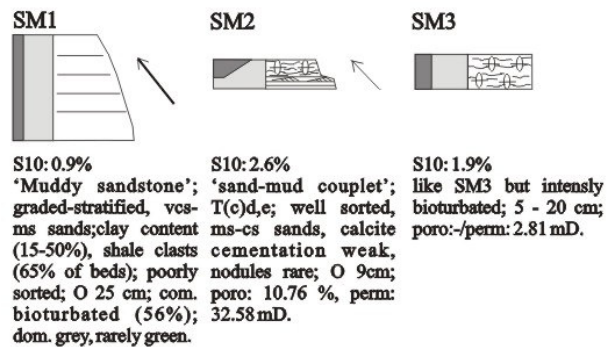 SM1
SM2
SM3
S10: 0.9%
'Muddy sandstone';
graded-stratified, vcs-
ms sands;clay content
(15-50%), shale clasts
(65% of beds); poorly
sorted; O 25 cm; com.
bioturbated (56%);
dom. grey, rarely green.
S10: 2.6%
'sand-mud couplet';
T(c)d,e; well sorted,
ms-cs sands, calcite
cementation weak,
nodules rare; O 9cm;
poro: 10.76 %, perm:
32.58 mD.
S10: 1.9%
like SM3 but intensly
bioturbated; 5 - 20 cm;
poro:-/perm: 2.81 mD.